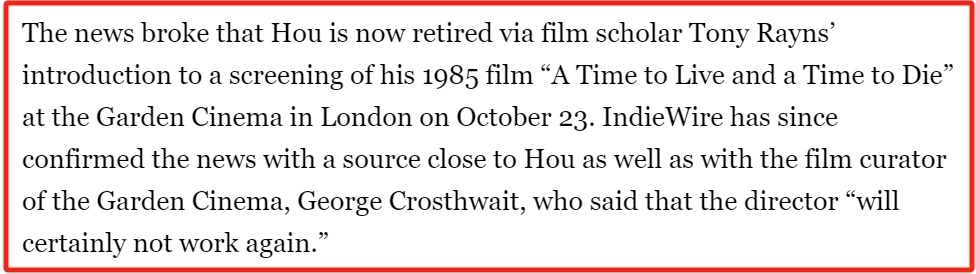 The news broke that Hou is now retired via film scholar Tony Rayns’
introduction to a screening of his 1985 film “A Time to Live and a Time to Die”
at the Garden Cinema in London on October 23. IndieWire has since
confirmed the news with a source close to Hou as well as with the film curator
of the Garden Cinema, George Crosthwait, who said that the director “will
certainly not work again.”